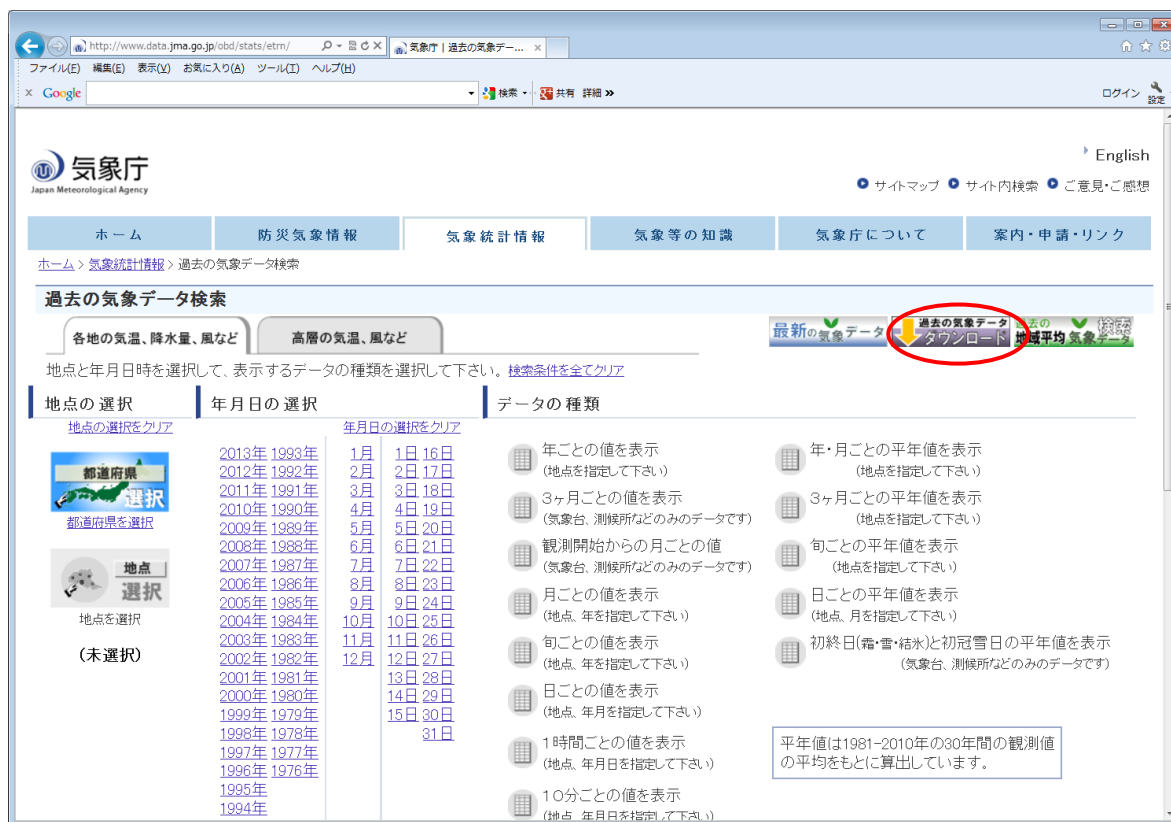 http://www.data.jma.go.jp/obd/stats/etrn/
気象庁 | 過去の気象デー...
ファイル(F) 編集(E) 表示(V) お気に入り(A) ツール(T) ヘルプ(H)
Google 検索 共有 詳細 >> ログイン 設定
気象庁
Japan Meteorological Agency
English
サイトマップ サイト内検索 ご意見・ご感想
ホーム 防災気象情報 気象統計情報 気象等の知識 気象庁について 案内・申請・リンク
ホーム > 気象統計情報 > 過去の気象データ検索
過去の気象データ検索
各地の気温、降水量、風など 高層の気温、風など
最新の気象データ
過去の気象データ
ダウンロード
過去の
地域平均気象データ
検索
地点と年月日時を選択して、表示するデータの種類を選択して下さい。 検索条件を全てクリア
地点の選択 年月日の選択 データの種類
地点の選択をクリア
都道府県
選択
都道府県を選択
地点
選択
地点を選択
(未選択)
年月日の選択をクリア
2013年 1993年 1月 1日 16日
2012年 1992年 2月 2日 17日
2011年 1991年 3月 3日 18日
2010年 1990年 4月 4日 19日
2009年 1989年 5月 5日 20日
2008年 1988年 6月 6日 21日
2007年 1987年 7月 7日 22日
2006年 1986年 8月 8日 23日
2005年 1985年 9月 9日 24日
2004年 1984年 10月 10日 25日
2003年 1983年 11月 11日 26日
2002年 1982年 12月 12日 27日
2001年 1981年 13日 28日
2000年 1980年 14日 29日
1999年 1979年 15日 30日
1998年 1978年 31日
1997年 1977年
1996年 1976年
1995年
1994年
年ごとの値を表示
(地点を指定して下さい)
3ヶ月ごとの値を表示
(気象台、測候所などのみのデータです)
観測開始からの月ごとの値
(気象台、測候所などのみのデータです)
月ごとの値を表示
(地点、年を指定して下さい)
旬ごとの値を表示
(地点、年を指定して下さい)
日ごとの値を表示
(地点、年月を指定して下さい)
1時間ごとの値を表示
(地点、年月日を指定して下さい)
10分ごとの値を表示
(地点、年月日を指定して下さい)
年・月ごとの平年値を表示
(地点を指定して下さい)
3ヶ月ごとの平年値を表示
(地点を指定して下さい)
旬ごとの平年値を表示
(地点を指定して下さい)
日ごとの平年値を表示
(地点、月を指定して下さい)
初終日(霜・雪・結氷)と初冠雪日の平年値を表示
(気象台、測候所などのみのデータです)
平年値は1981-2010年の30年間の観測値
の平均をもとに算出しています。